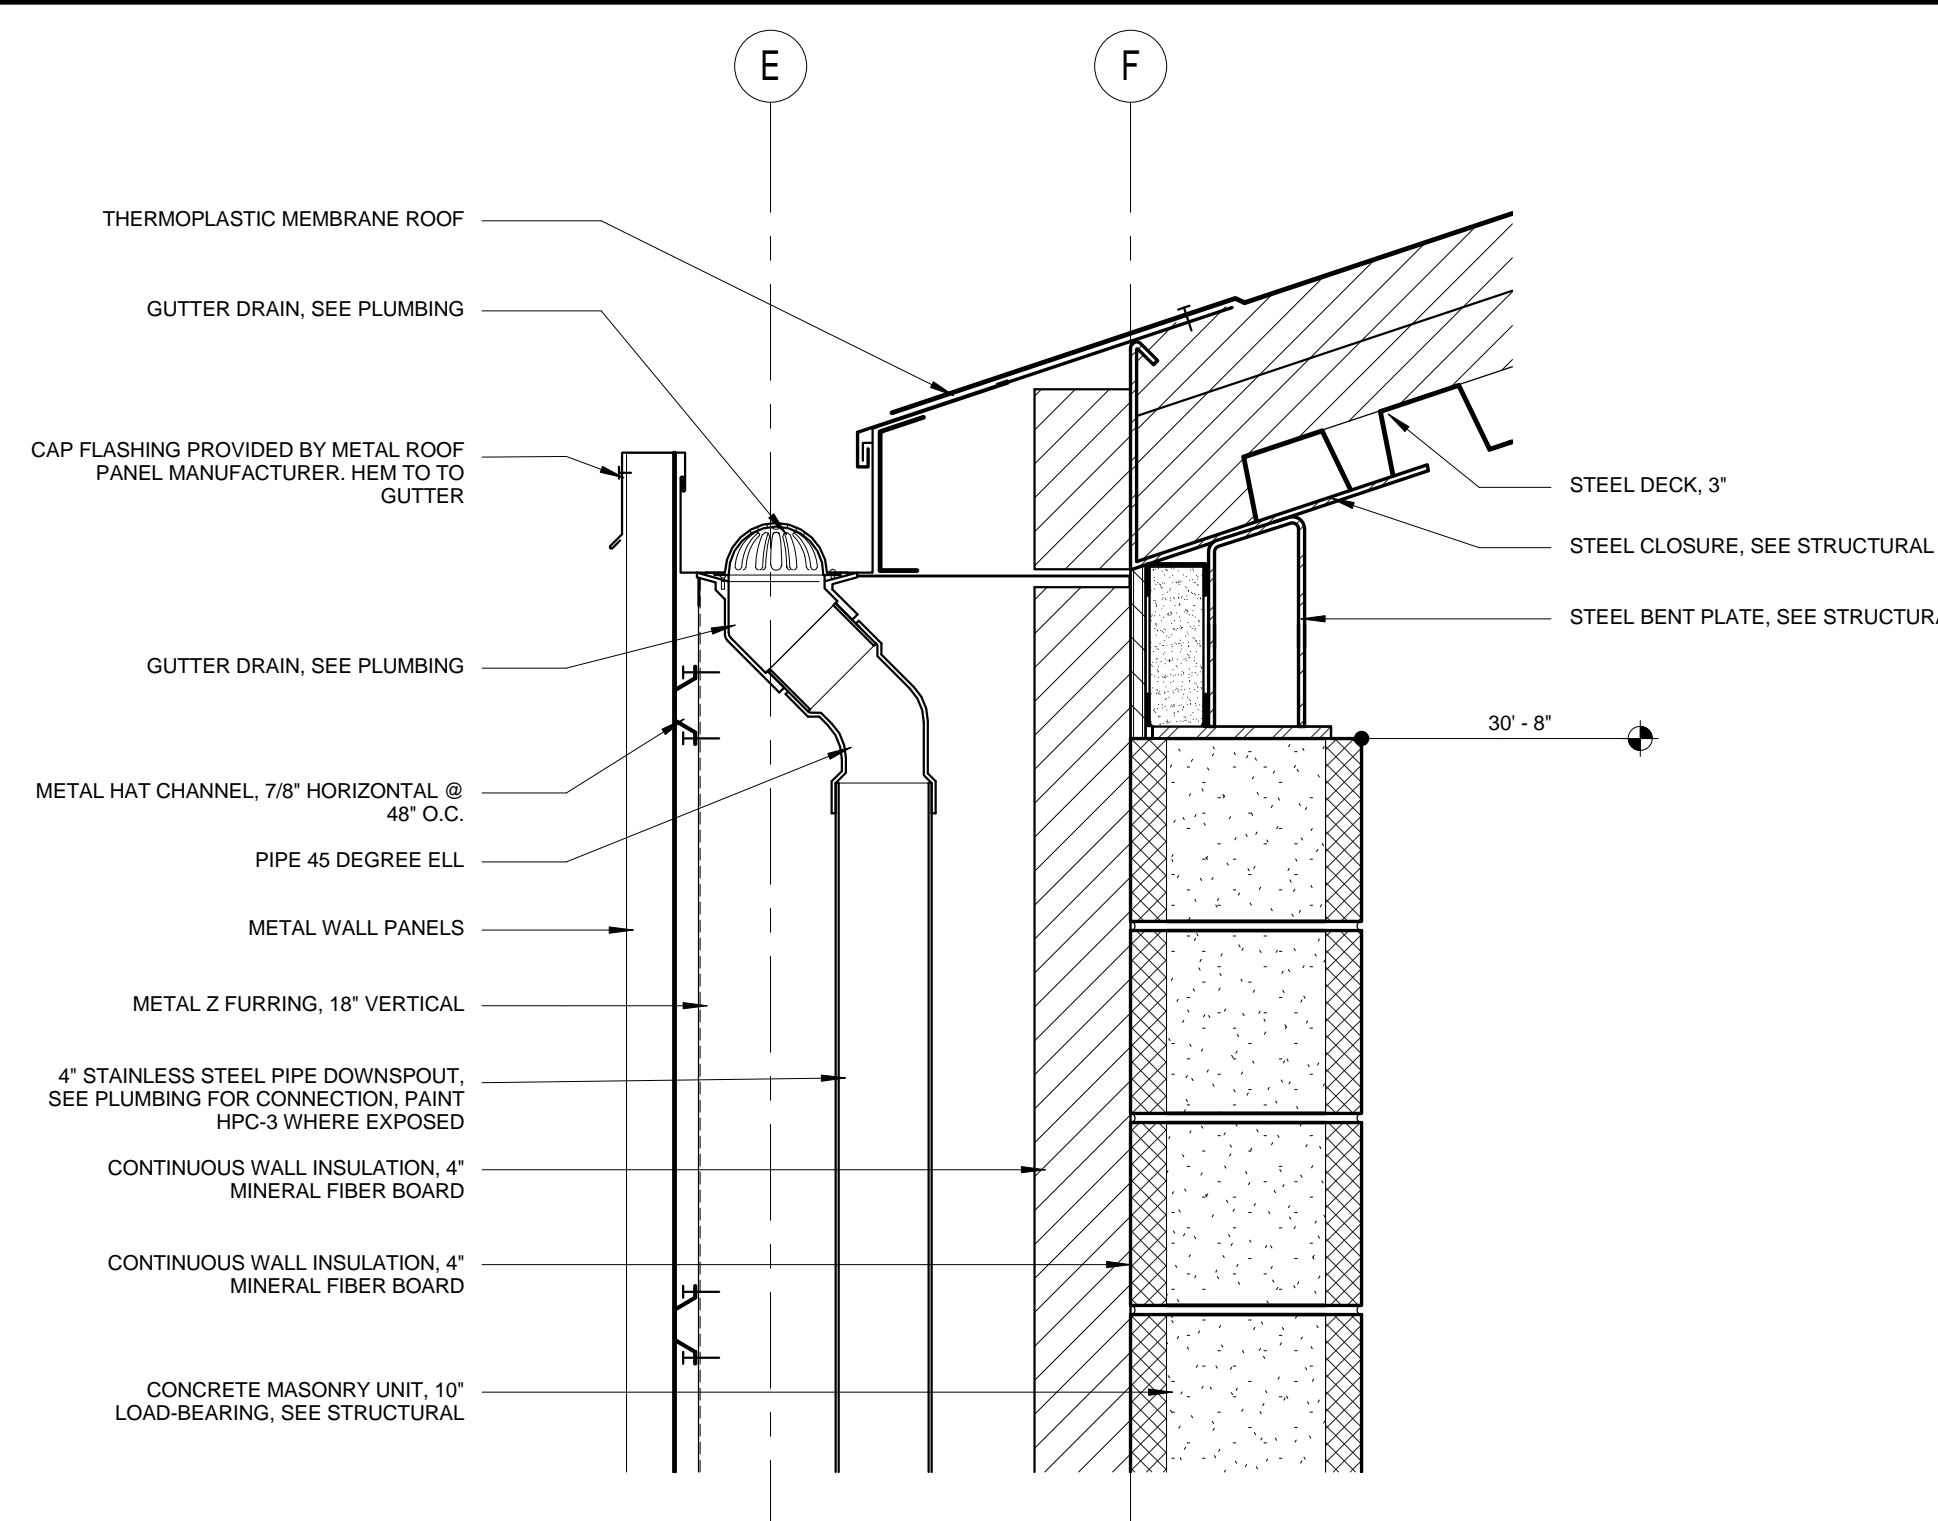 E
F
THERMOPLASTIC MEMBRANE ROOF
GUTTER DRAIN, SEE PLUMBING
CAP FLASHING PROVIDED BY METAL ROOF
PANEL MANUFACTURER. HEM TO TO
GUTTER
GUTTER DRAIN, SEE PLUMBING
METAL HAT CHANNEL, 7/8" HORIZONTAL @
48" O.C.
PIPE 45 DEGREE ELL
METAL WALL PANELS
METAL Z FURRING, 18" VERTICAL
4" STAINLESS STEEL PIPE DOWNSPOUT,
SEE PLUMBING FOR CONNECTION, PAINT
HPC-3 WHERE EXPOSED
CONTINUOUS WALL INSULATION, 4"
MINERAL FIBER BOARD
CONTINUOUS WALL INSULATION, 4"
MINERAL FIBER BOARD
CONCRETE MASONRY UNIT, 10"
LOAD-BEARING, SEE STRUCTURAL
STEEL DECK, 3"
STEEL CLOSURE, SEE STRUCTURAL
STEEL BENT PLATE, SEE STRUCTURA
30' - 8"